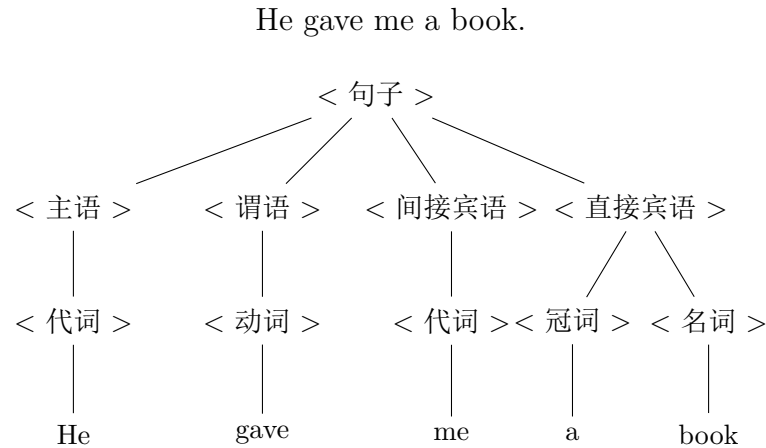 He gave me a book.
< 句子 >
< 主语 > < 谓语 > < 间接宾语 > < 直接宾语 >
< 代词 > < 动词 > < 代词 > < 冠词 > < 名词 >
He gave me a book